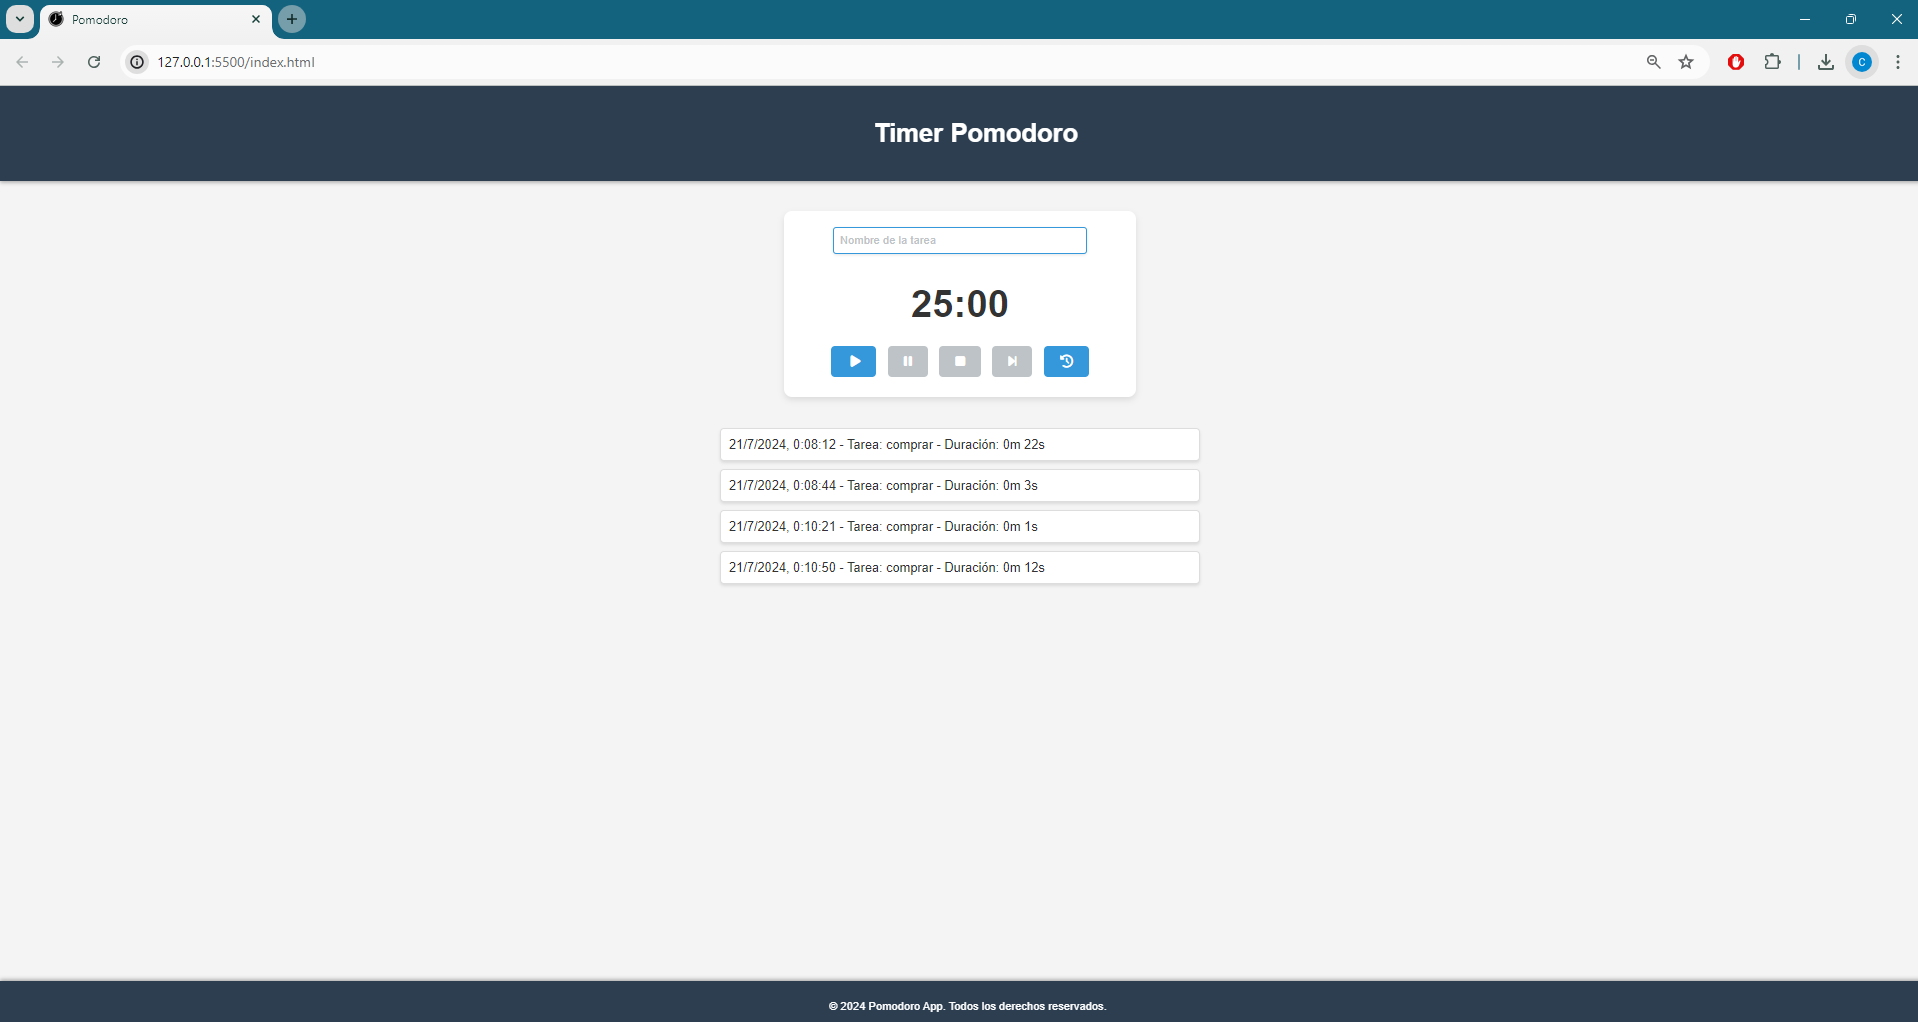 Pomodoro
127.0.0.1:5500/index.html
C
Timer Pomodoro
Nombre de la tarea
25:00
21/7/2024, 0:08:12 - Tarea: comprar - Duración: 0m 22s
21/7/2024, 0:08:44 - Tarea: comprar - Duración: 0m 3s
21/7/2024, 0:10:21 - Tarea: comprar - Duración: 0m 1s
21/7/2024, 0:10:50 - Tarea: comprar - Duración: 0m 12s
© 2024 Pomodoro App. Todos los derechos reservados.